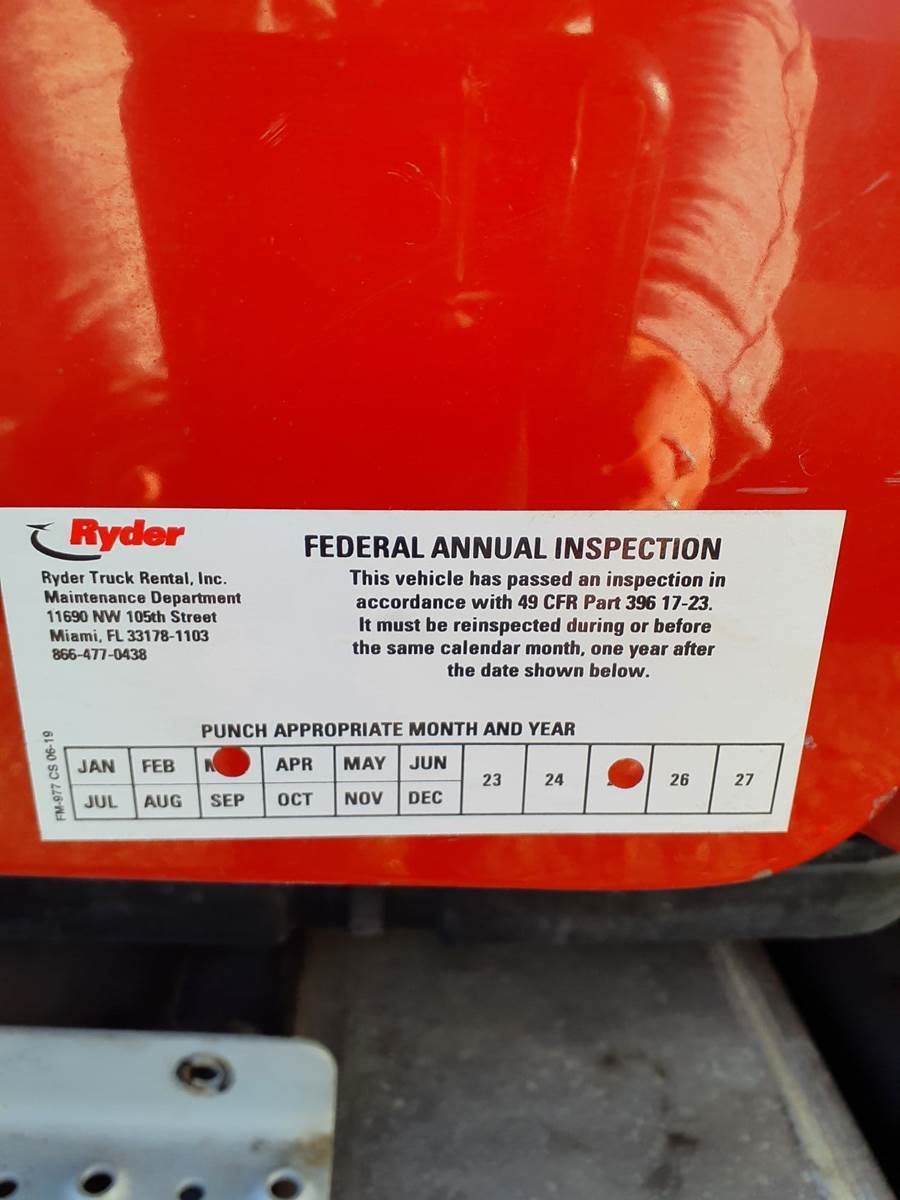 Ryder
Ryder Truck Rental, Inc.
Maintenance Department
11690 NW 105th Street
Miami, FL 33178-1103
866-477-0438
FEDERAL ANNUAL INSPECTION
This vehicle has passed an inspection in
accordance with 49 CFR Part 396 17-23.
It must be reinspected during or before
the same calendar month, one year after
the date shown below.
PUNCH APPROPRIATE MONTH AND YEAR
FM-977 CS 06-19
JAN FEB APR MAY JUN
JUL AUG SEP OCT NOV DEC
23 24 26 27